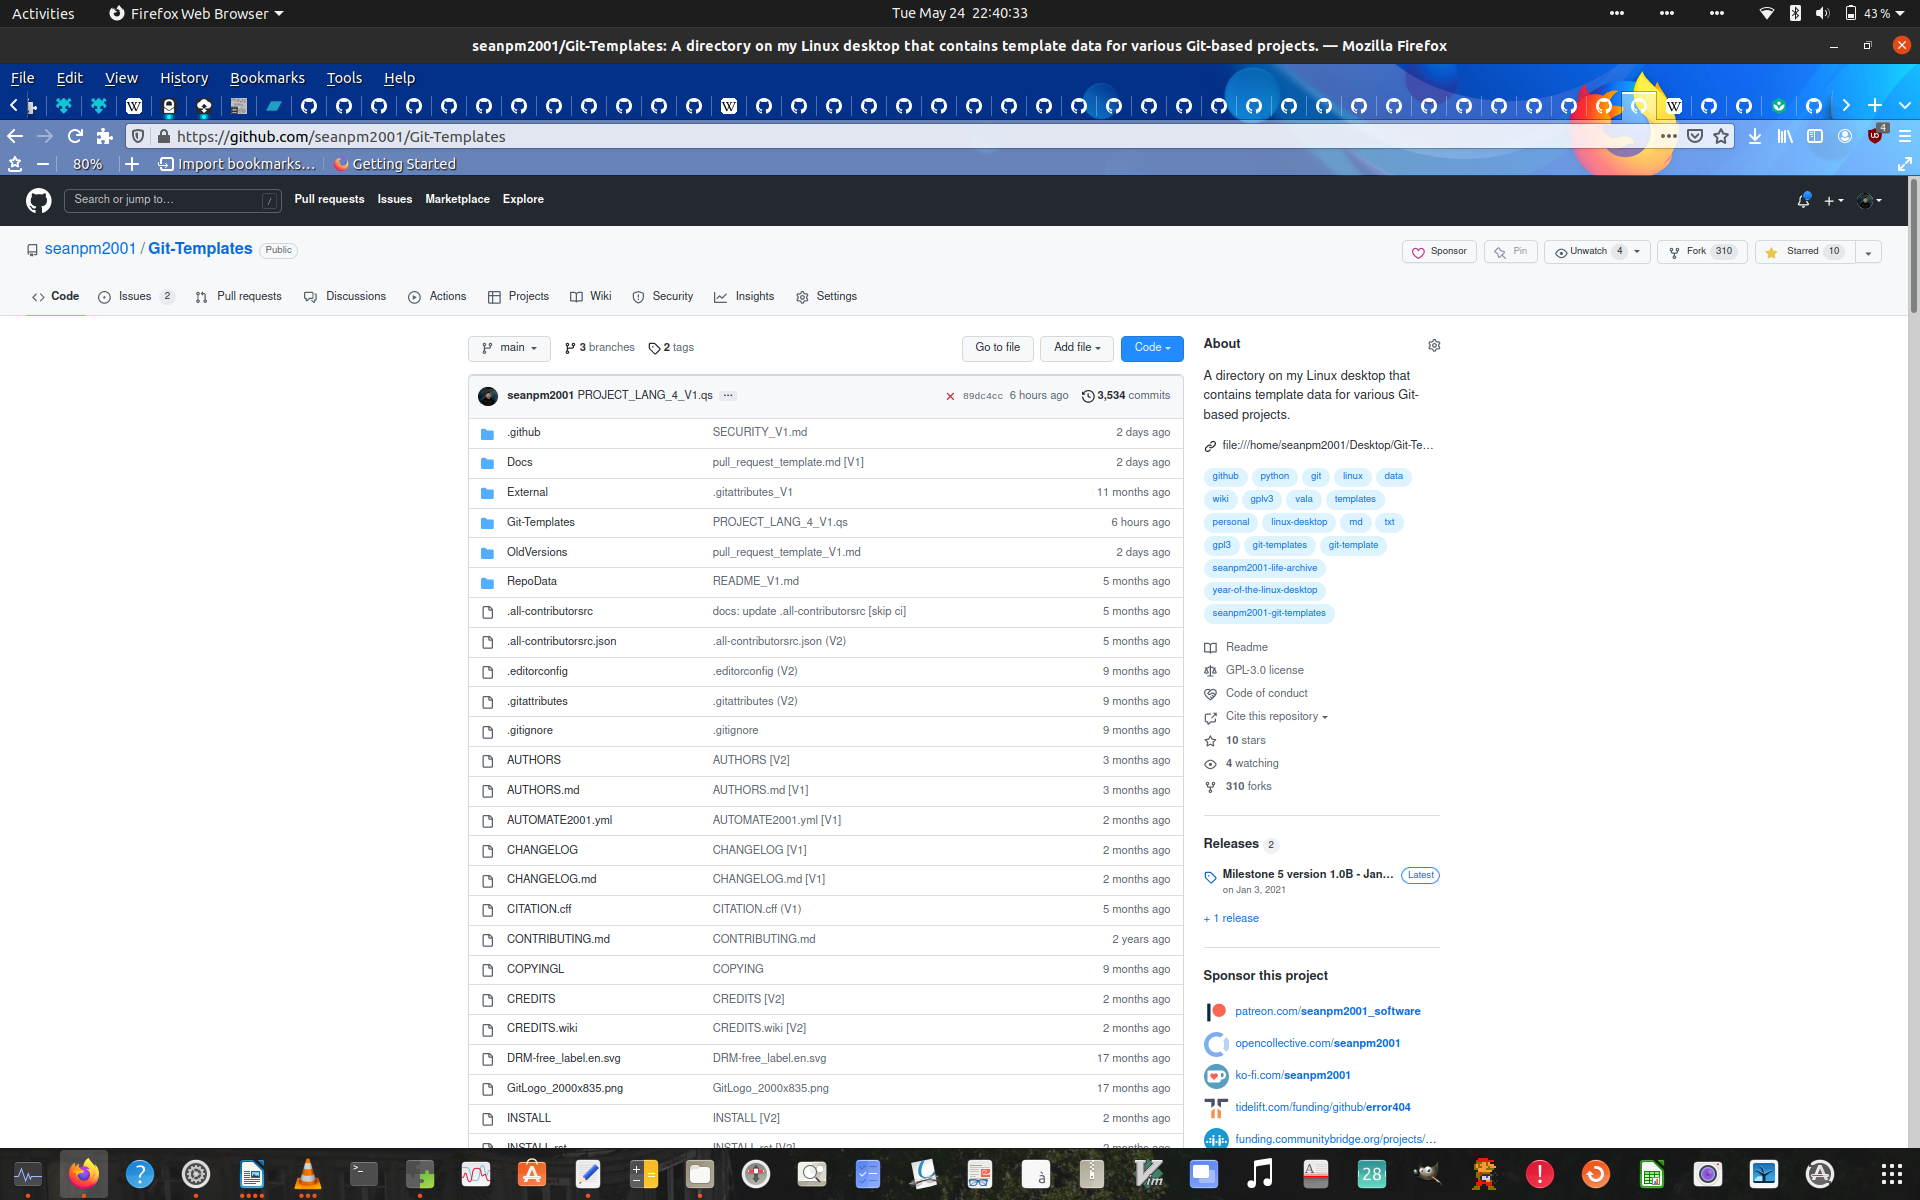 Activities Firefox Web Browser Tue May 24 22:40:33 43 %
seanpm2001/Git-Templates: A directory on my Linux desktop that contains template data for various Git-based projects. — Mozilla Firefox
File Edit View History Bookmarks Tools Help
https://github.com/seanpm2001/Git-Templates 4
80% Import bookmarks… Getting Started
Search or jump to… / Pull requests Issues Marketplace Explore
seanpm2001 / Git-Templates Public Sponsor Pin Unwatch 4 Fork 310 Starred 10
Code Issues 2 Pull requests Discussions Actions Projects Wiki Security Insights Settings
main 3 branches 2 tags Go to file Add file Code
seanpm2001 PROJECT_LANG_4_V1.qs ... 89dc4cc 6 hours ago 3,534 commits
.github SECURITY_V1.md 2 days ago
Docs pull_request_template.md [V1] 2 days ago
External .gitattributes_V1 11 months ago
Git-Templates PROJECT_LANG_4_V1.qs 6 hours ago
OldVersions pull_request_template_V1.md 2 days ago
RepoData README_V1.md 5 months ago
.all-contributorsrc docs: update .all-contributorsrc [skip ci] 5 months ago
.all-contributorsrc.json .all-contributorsrc.json (V2) 5 months ago
.editorconfig .editorconfig (V2) 9 months ago
.gitattributes .gitattributes (V2) 9 months ago
.gitignore .gitignore 9 months ago
AUTHORS AUTHORS [V2] 3 months ago
AUTHORS.md AUTHORS.md [V1] 3 months ago
AUTOMATE2001.yml AUTOMATE2001.yml [V1] 2 months ago
CHANGELOG CHANGELOG [V1] 2 months ago
CHANGELOG.md CHANGELOG.md [V1] 2 months ago
CITATION.cff CITATION.cff (V1) 5 months ago
CONTRIBUTING.md CONTRIBUTING.md 2 years ago
COPYINGL COPYING 9 months ago
CREDITS CREDITS [V2] 2 months ago
CREDITS.wiki CREDITS.wiki [V2] 2 months ago
DRM-free_label.en.svg DRM-free_label.en.svg 17 months ago
GitLogo_2000x835.png GitLogo_2000x835.png 17 months ago
INSTALL INSTALL [V2] 2 months ago
About
A directory on my Linux desktop that
contains template data for various Git-
based projects.
file:///home/seanpm2001/Desktop/Git-Te…
github python git linux data
wiki gplv3 vala templates
personal linux-desktop md txt
gpl3 git-templates git-template
seanpm2001-life-archive
year-of-the-linux-desktop
seanpm2001-git-templates
Readme
GPL-3.0 license
Code of conduct
Cite this repository
10 stars
4 watching
310 forks
Releases 2
Milestone 5 version 1.0B - Jan… Latest
on Jan 3, 2021
+ 1 release
Sponsor this project
patreon.com/seanpm2001_software
opencollective.com/seanpm2001
ko-fi.com/seanpm2001
tidelift.com/funding/github/error404
funding.communitybridge.org/projects/…
28